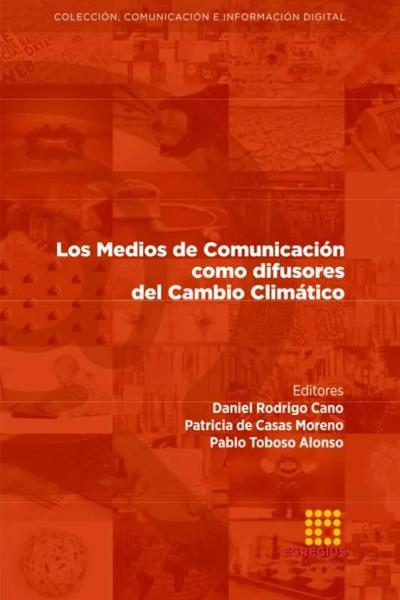 COLECCIÓN, COMUNICACIÓN E INFORMACIÓN DIGITAL
Los Medios de Comunicación
como difusores
del Cambio Climático
Editores
Daniel Rodrigo Cano
Patricia de Casas Moreno
Pablo Toboso Alonso
EGREGIUS